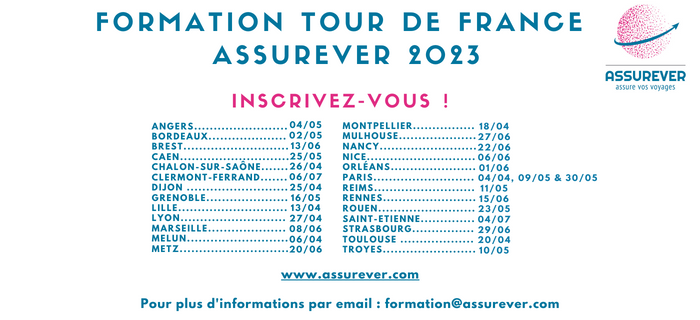 FORMATION TOUR DE FRANCE
ASSUREVER 2023
ASSUREVER
assure vos voyages
INSCRIVEZ-VOUS !
ANGERS.......................04/05
BORDEAUX...................02/05
BREST..........................13/06
CAEN...........................25/05
CHALON-SUR-SAÔNE.......26/04
CLERMONT-FERRAND.......06/07
DIJON .........................25/04
GRENOBLE....................16/05
LILLE...........................13/04
LYON..........................27/04
MARSEILLE...................08/06
MELUN.........................06/04
METZ...........................20/06
MONTPELLIER............... 18/04
MULHOUSE...................27/06
NANCY........................22/06
NICE...........................06/06
ORLÉANS..................... 01/06
PARIS......................... 04/04, 09/05 & 30/05
REIMS......................... 11/05
RENNES.......................15/06
ROUEN........................23/05
SAINT-ETIENNE.............04/07
STRASBOURG................ 29/06
TOULOUSE .................. 20/04
TROYES.......................10/05
www.assurever.com
Pour plus d'informations par email : formation@assurever.com